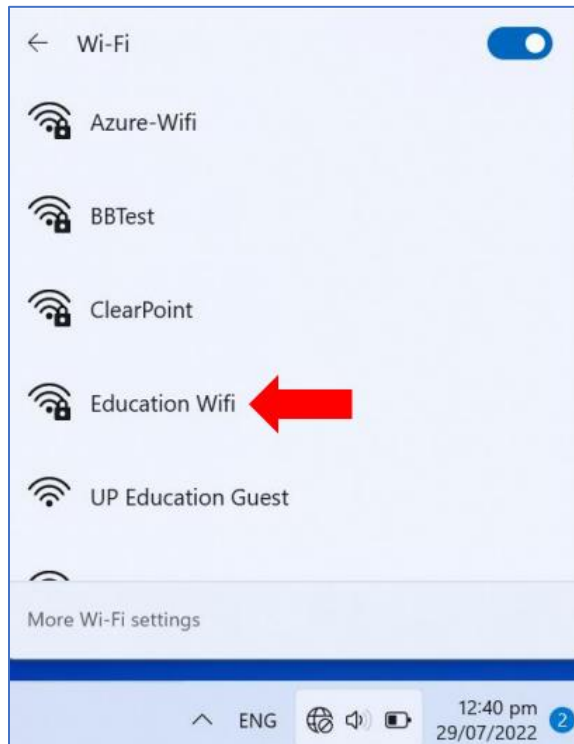 Wi-Fi
Azure-Wifi
BBTest
ClearPoint
Education Wifi
UP Education Guest
More Wi-Fi settings
ENG
12:40 pm
29/07/2022
2